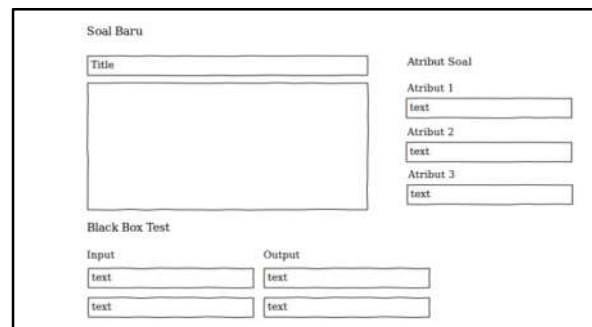 Soal Baru
Title
Atribut Soal
Atribut 1
text
Atribut 2
text
Atribut 3
text
Black Box Test
Input Output
text text
text text